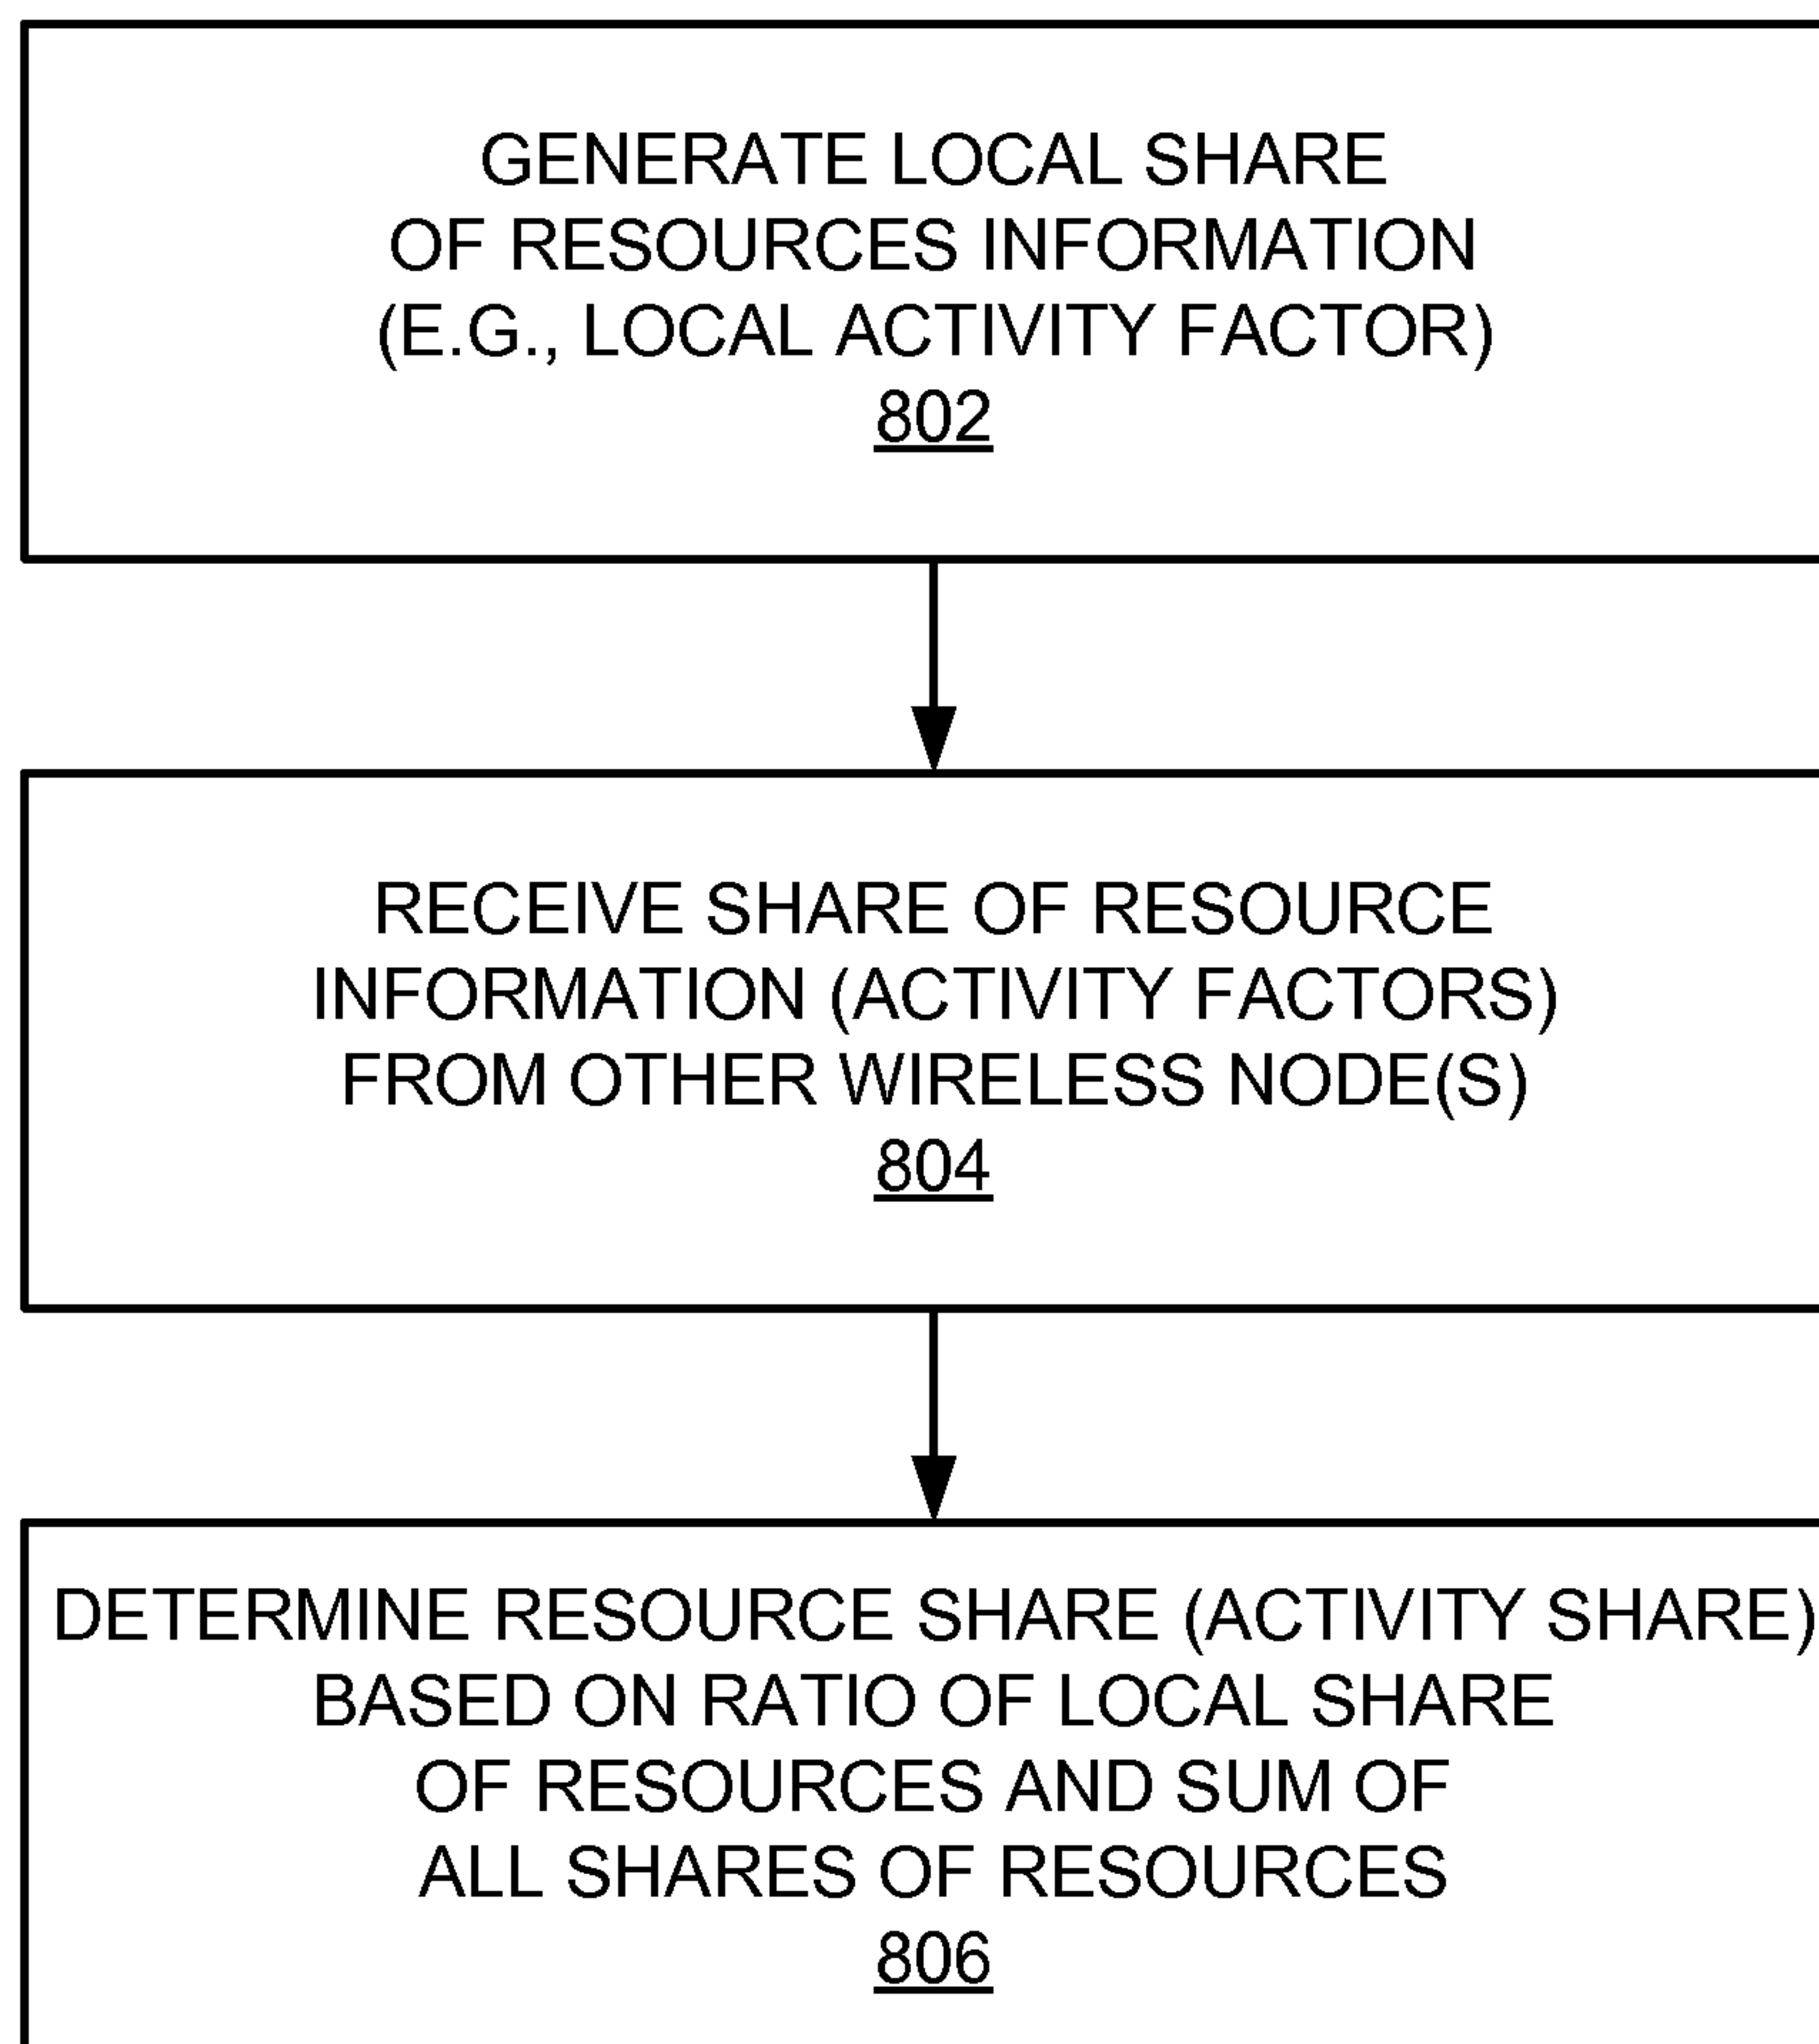 GENERATE LOCAL SHARE
OF RESOURCES INFORMATION
(E.G., LOCAL ACTIVITY FACTOR)
802
RECEIVE SHARE OF RESOURCE
INFORMATION (ACTIVITY FACTORS)
FROM OTHER WIRELESS NODE(S)
804
DETERMINE RESOURCE SHARE (ACTIVITY SHARE)
BASED ON RATIO OF LOCAL SHARE
OF RESOURCES AND SUM OF
ALL SHARES OF RESOURCES
806